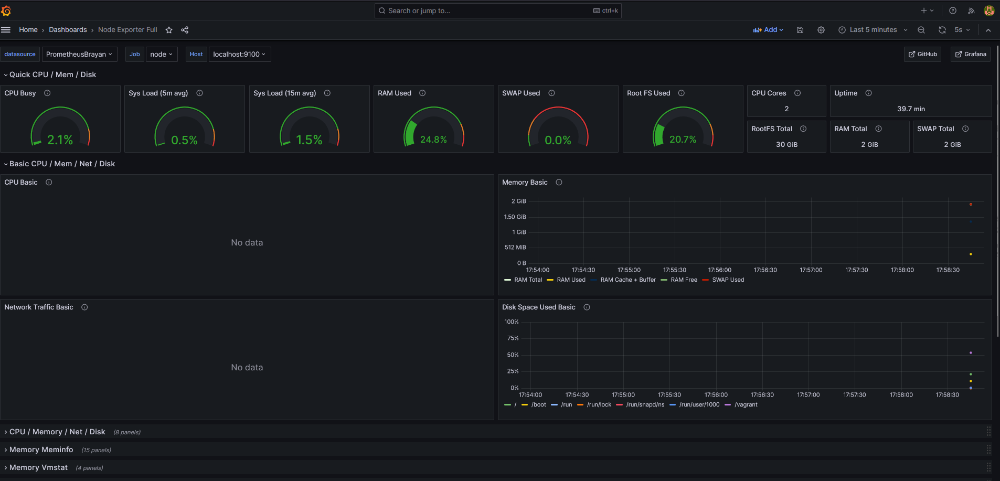 Search or jump to...
ctrl+k
Home › Dashboards › Node Exporter Full
Add
Last 5 minutes
5s
datasource PrometheusBrayan Job node Host localhost:9100
GitHub Grafana
Quick CPU / Mem / Disk
CPU Busy
2.1%
Sys Load (5m avg)
0.5%
Sys Load (15m avg)
1.5%
RAM Used
24.8%
SWAP Used
0.0%
Root FS Used
20.7%
CPU Cores
2
Uptime
39.7 min
RootFS Total
30 GiB
RAM Total
2 GiB
SWAP Total
2 GiB
Basic CPU / Mem / Net / Disk
CPU Basic
No data
Memory Basic
2 GiB
1.50 GiB
1 GiB
512 MiB
0 B
17:54:00 17:54:30 17:55:00 17:55:30 17:56:00 17:56:30 17:57:00 17:57:30 17:58:00 17:58:30
RAM Total RAM Used RAM Cache + Buffer RAM Free SWAP Used
Network Traffic Basic
No data
Disk Space Used Basic
100%
75%
50%
25%
0%
17:54:00 17:54:30 17:55:00 17:55:30 17:56:00 17:56:30 17:57:00 17:57:30 17:58:00 17:58:30
/ /boot /run /run/lock /run/snapd/ns /run/user/1000 /vagrant
CPU / Memory / Net / Disk (8 panels)
Memory Meminfo (15 panels)
Memory Vmstat (4 panels)